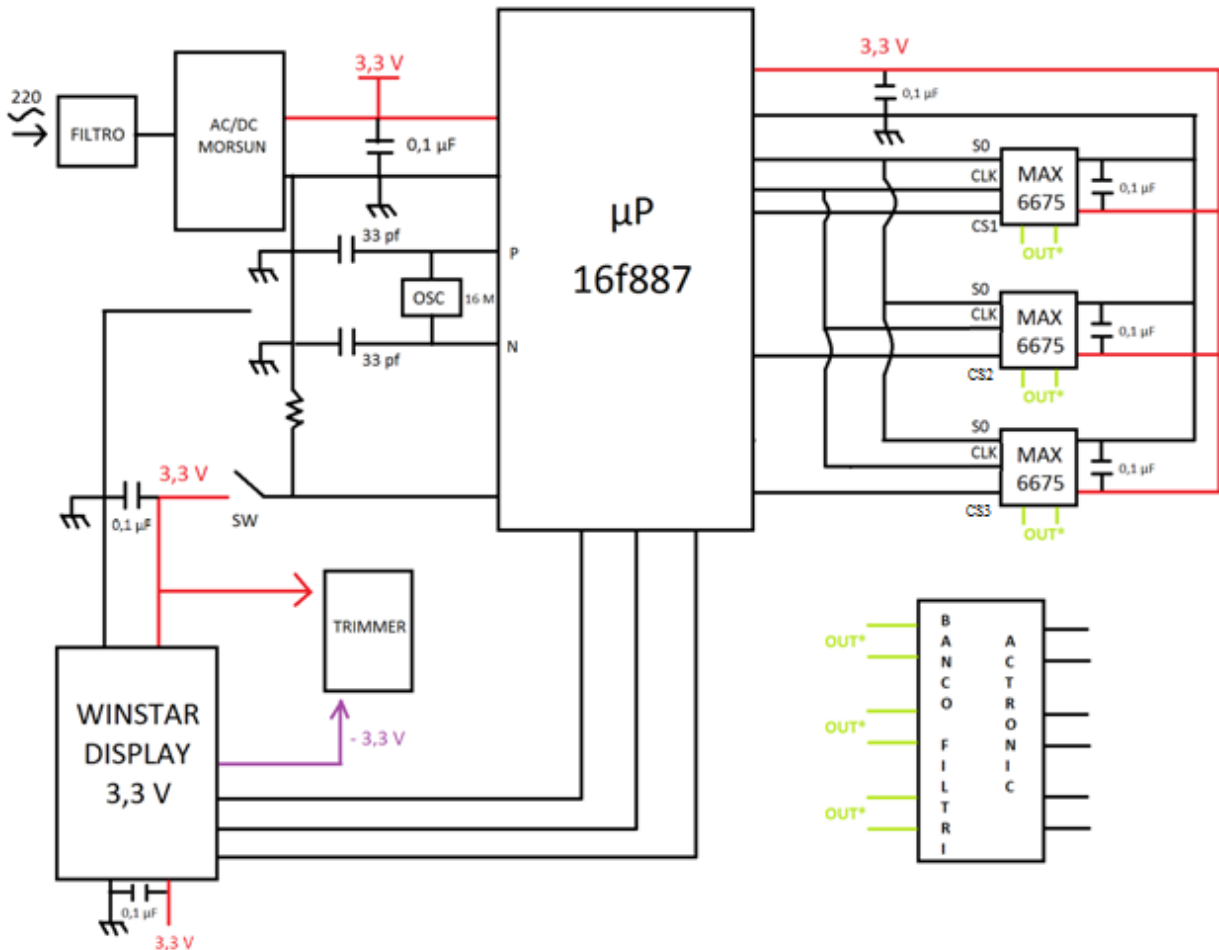 220
FILTRO
AC/DC
MORSUN
3,3 V
0,1 µF
33 pf
OSC
16 M
33 pf
P
N
µP
16f887
3,3 V
0,1 µF
S0
CLK
CS1
MAX
6675
0,1 µF
OUT*
S0
CLK
CS2
MAX
6675
0,1 µF
OUT*
S0
CLK
CS3
MAX
6675
0,1 µF
OUT*
3,3 V
0,1 µF
SW
TRIMMER
- 3,3 V
WINSTAR
DISPLAY
3,3 V
0,1 µF
3,3 V
OUT*
OUT*
OUT*
BANCO FILTRI
ACTRONIC